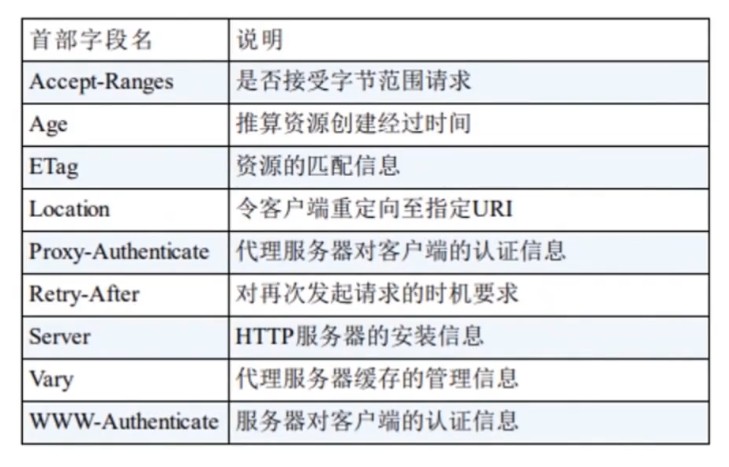 首部字段名 说明
Accept-Ranges 是否接受字节范围请求
Age 推算资源创建经过时间
ETag 资源的匹配信息
Location 令客户端重定向至指定URI
Proxy-Authenticate 代理服务器对客户端的认证信息
Retry-After 对再次发起请求的时机要求
Server HTTP服务器的安装信息
Vary 代理服务器缓存的管理信息
WWW-Authenticate 服务器对客户端的认证信息